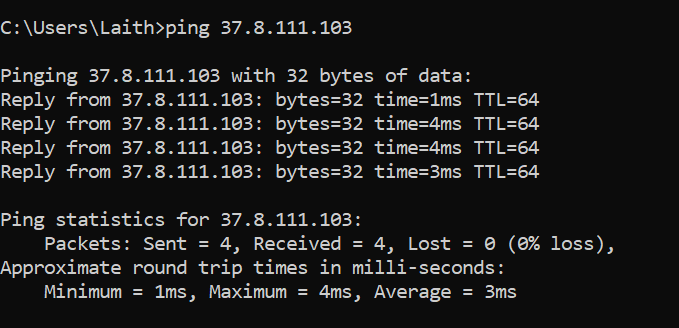 C:\Users\Laith>ping 37.8.111.103
Pinging 37.8.111.103 with 32 bytes of data:
Reply from 37.8.111.103: bytes=32 time=1ms TTL=64
Reply from 37.8.111.103: bytes=32 time=4ms TTL=64
Reply from 37.8.111.103: bytes=32 time=4ms TTL=64
Reply from 37.8.111.103: bytes=32 time=3ms TTL=64
Ping statistics for 37.8.111.103:
    Packets: Sent = 4, Received = 4, Lost = 0 (0% loss),
Approximate round trip times in milli-seconds:
    Minimum = 1ms, Maximum = 4ms, Average = 3ms